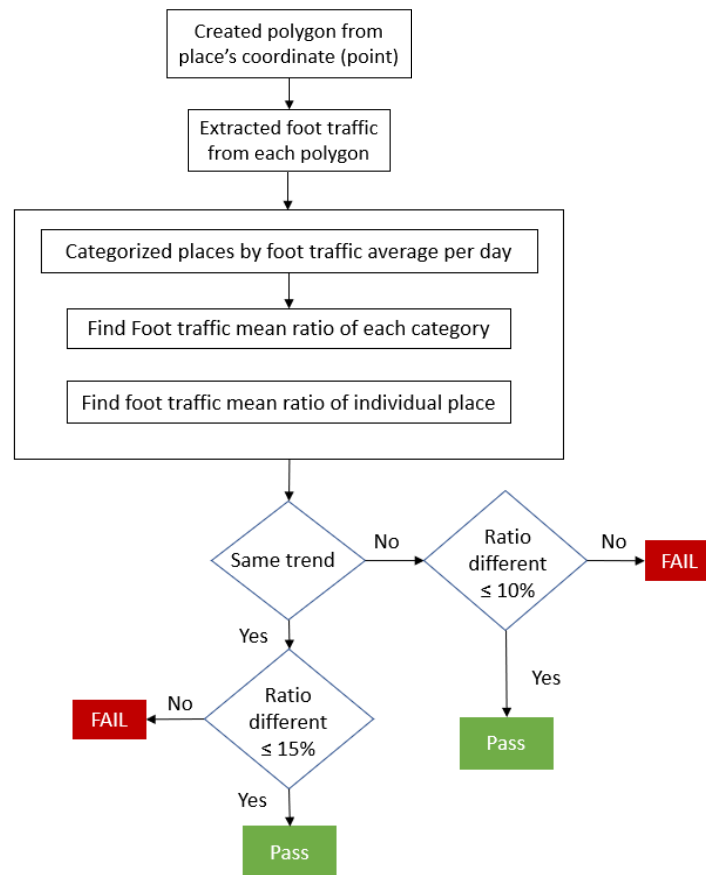 Created polygon from
place's coordinate (point)
Extracted foot traffic
from each polygon
Categorized places by foot traffic average per day
Find Foot traffic mean ratio of each category
Find foot traffic mean ratio of individual place
Same trend
No
Ratio
different
≤ 10%
No
FAIL
Yes
Yes
Pass
Ratio
different
≤ 15%
No
FAIL
Yes
Pass